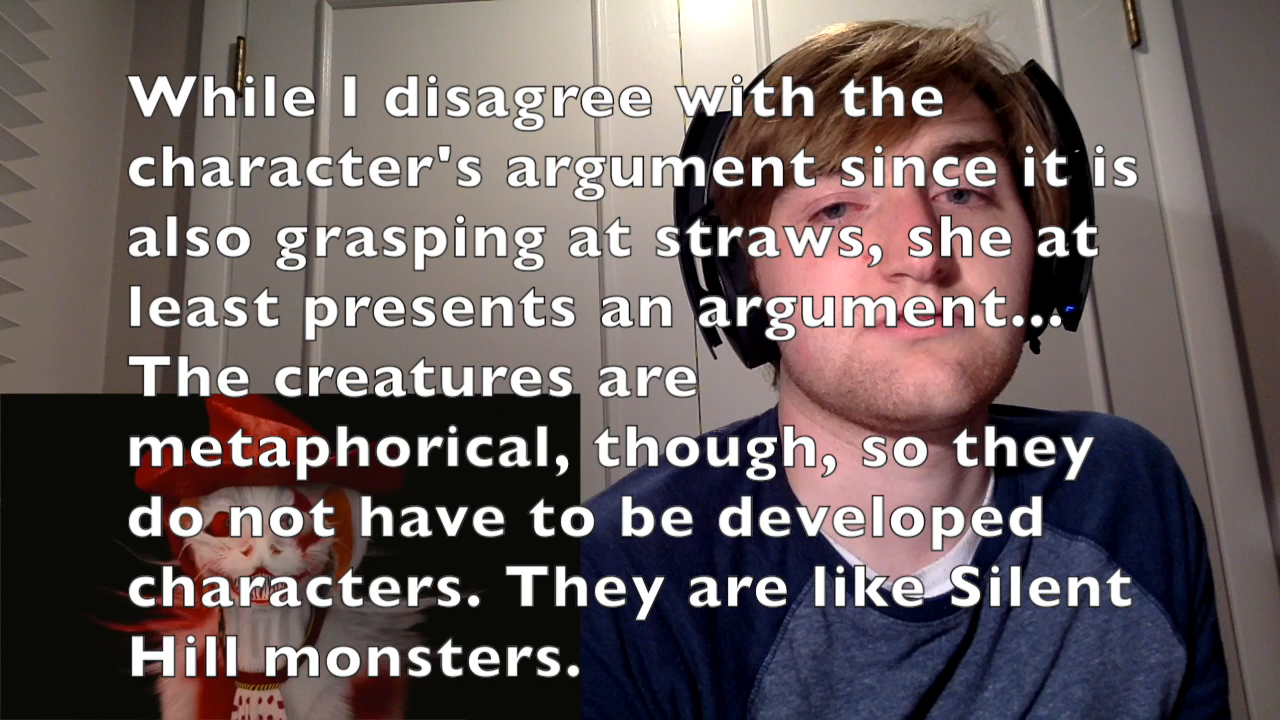 While I disagree with the
character's argument since it is
also grasping at straws, she at
least presents an argument...
The creatures are
metaphorical, though, so they
do not have to be developed
characters. They are like Silent
Hill monsters.